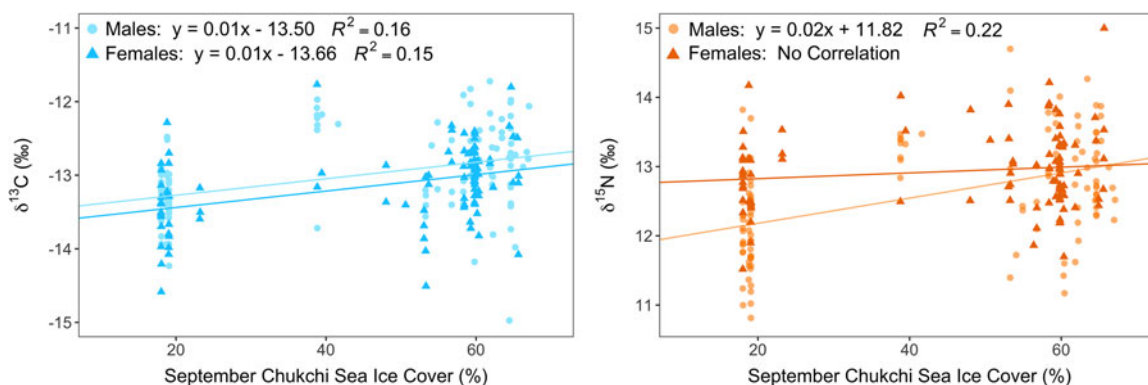 -11
Males: y = 0.01x - 13.50 R² = 0.16
Females: y = 0.01x - 13.66 R² = 0.15
-12
-13
-14
-15
δ¹³C (‰)
20 40 60
September Chukchi Sea Ice Cover (%)
15
Males: y = 0.02x + 11.82 R² = 0.22
Females: No Correlation
14
13
12
11
δ¹⁵N (‰)
20 40 60
September Chukchi Sea Ice Cover (%)